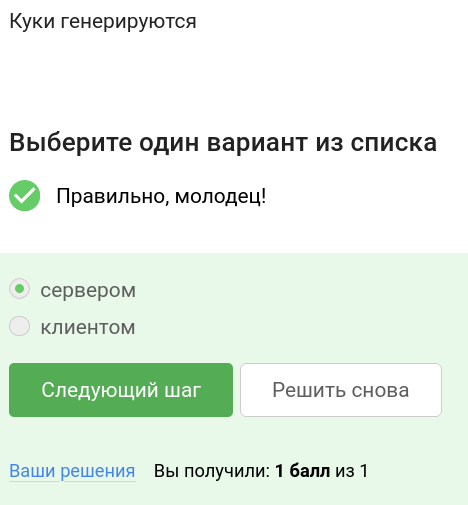 Куки генерируются
Выберите один вариант из списка
Правильно, молодец!
сервером
клиентом
Следующий шаг
Решить снова
Ваши решения
Вы получили: 1 балл из 1